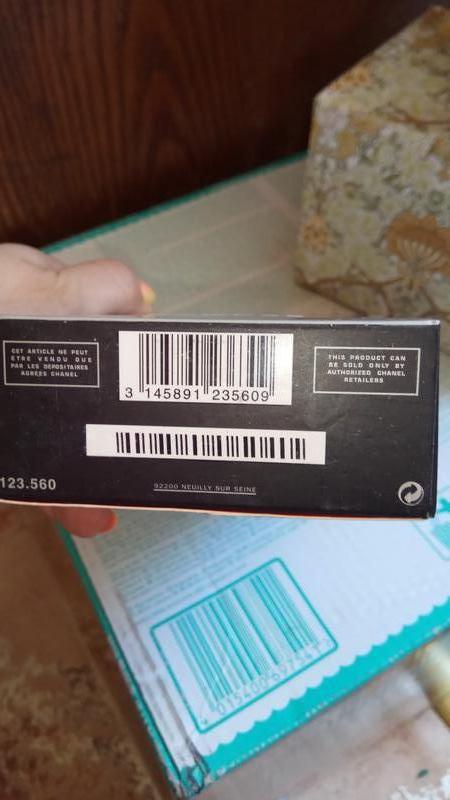 CET ARTICLE NE PEUT
ETRE VENDU QUE
PAR LES DEPOSITAIRES
AGREES CHANEL
3 145891 235609
THIS PRODUCT CAN
BE SOLD ONLY BY
AUTHORIZED CHANEL
RETAILERS
123.560
92200 NEUILLY SUR SEINE